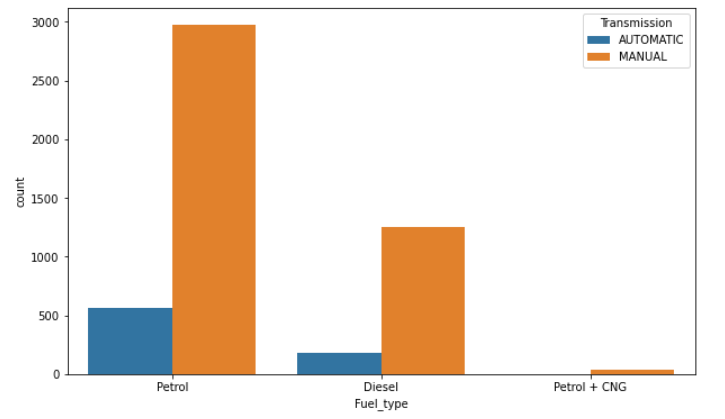 Transmission
AUTOMATIC
MANUAL
3000
2500
2000
1500
1000
500
0
count
Petrol
Diesel
Petrol + CNG
Fuel_type